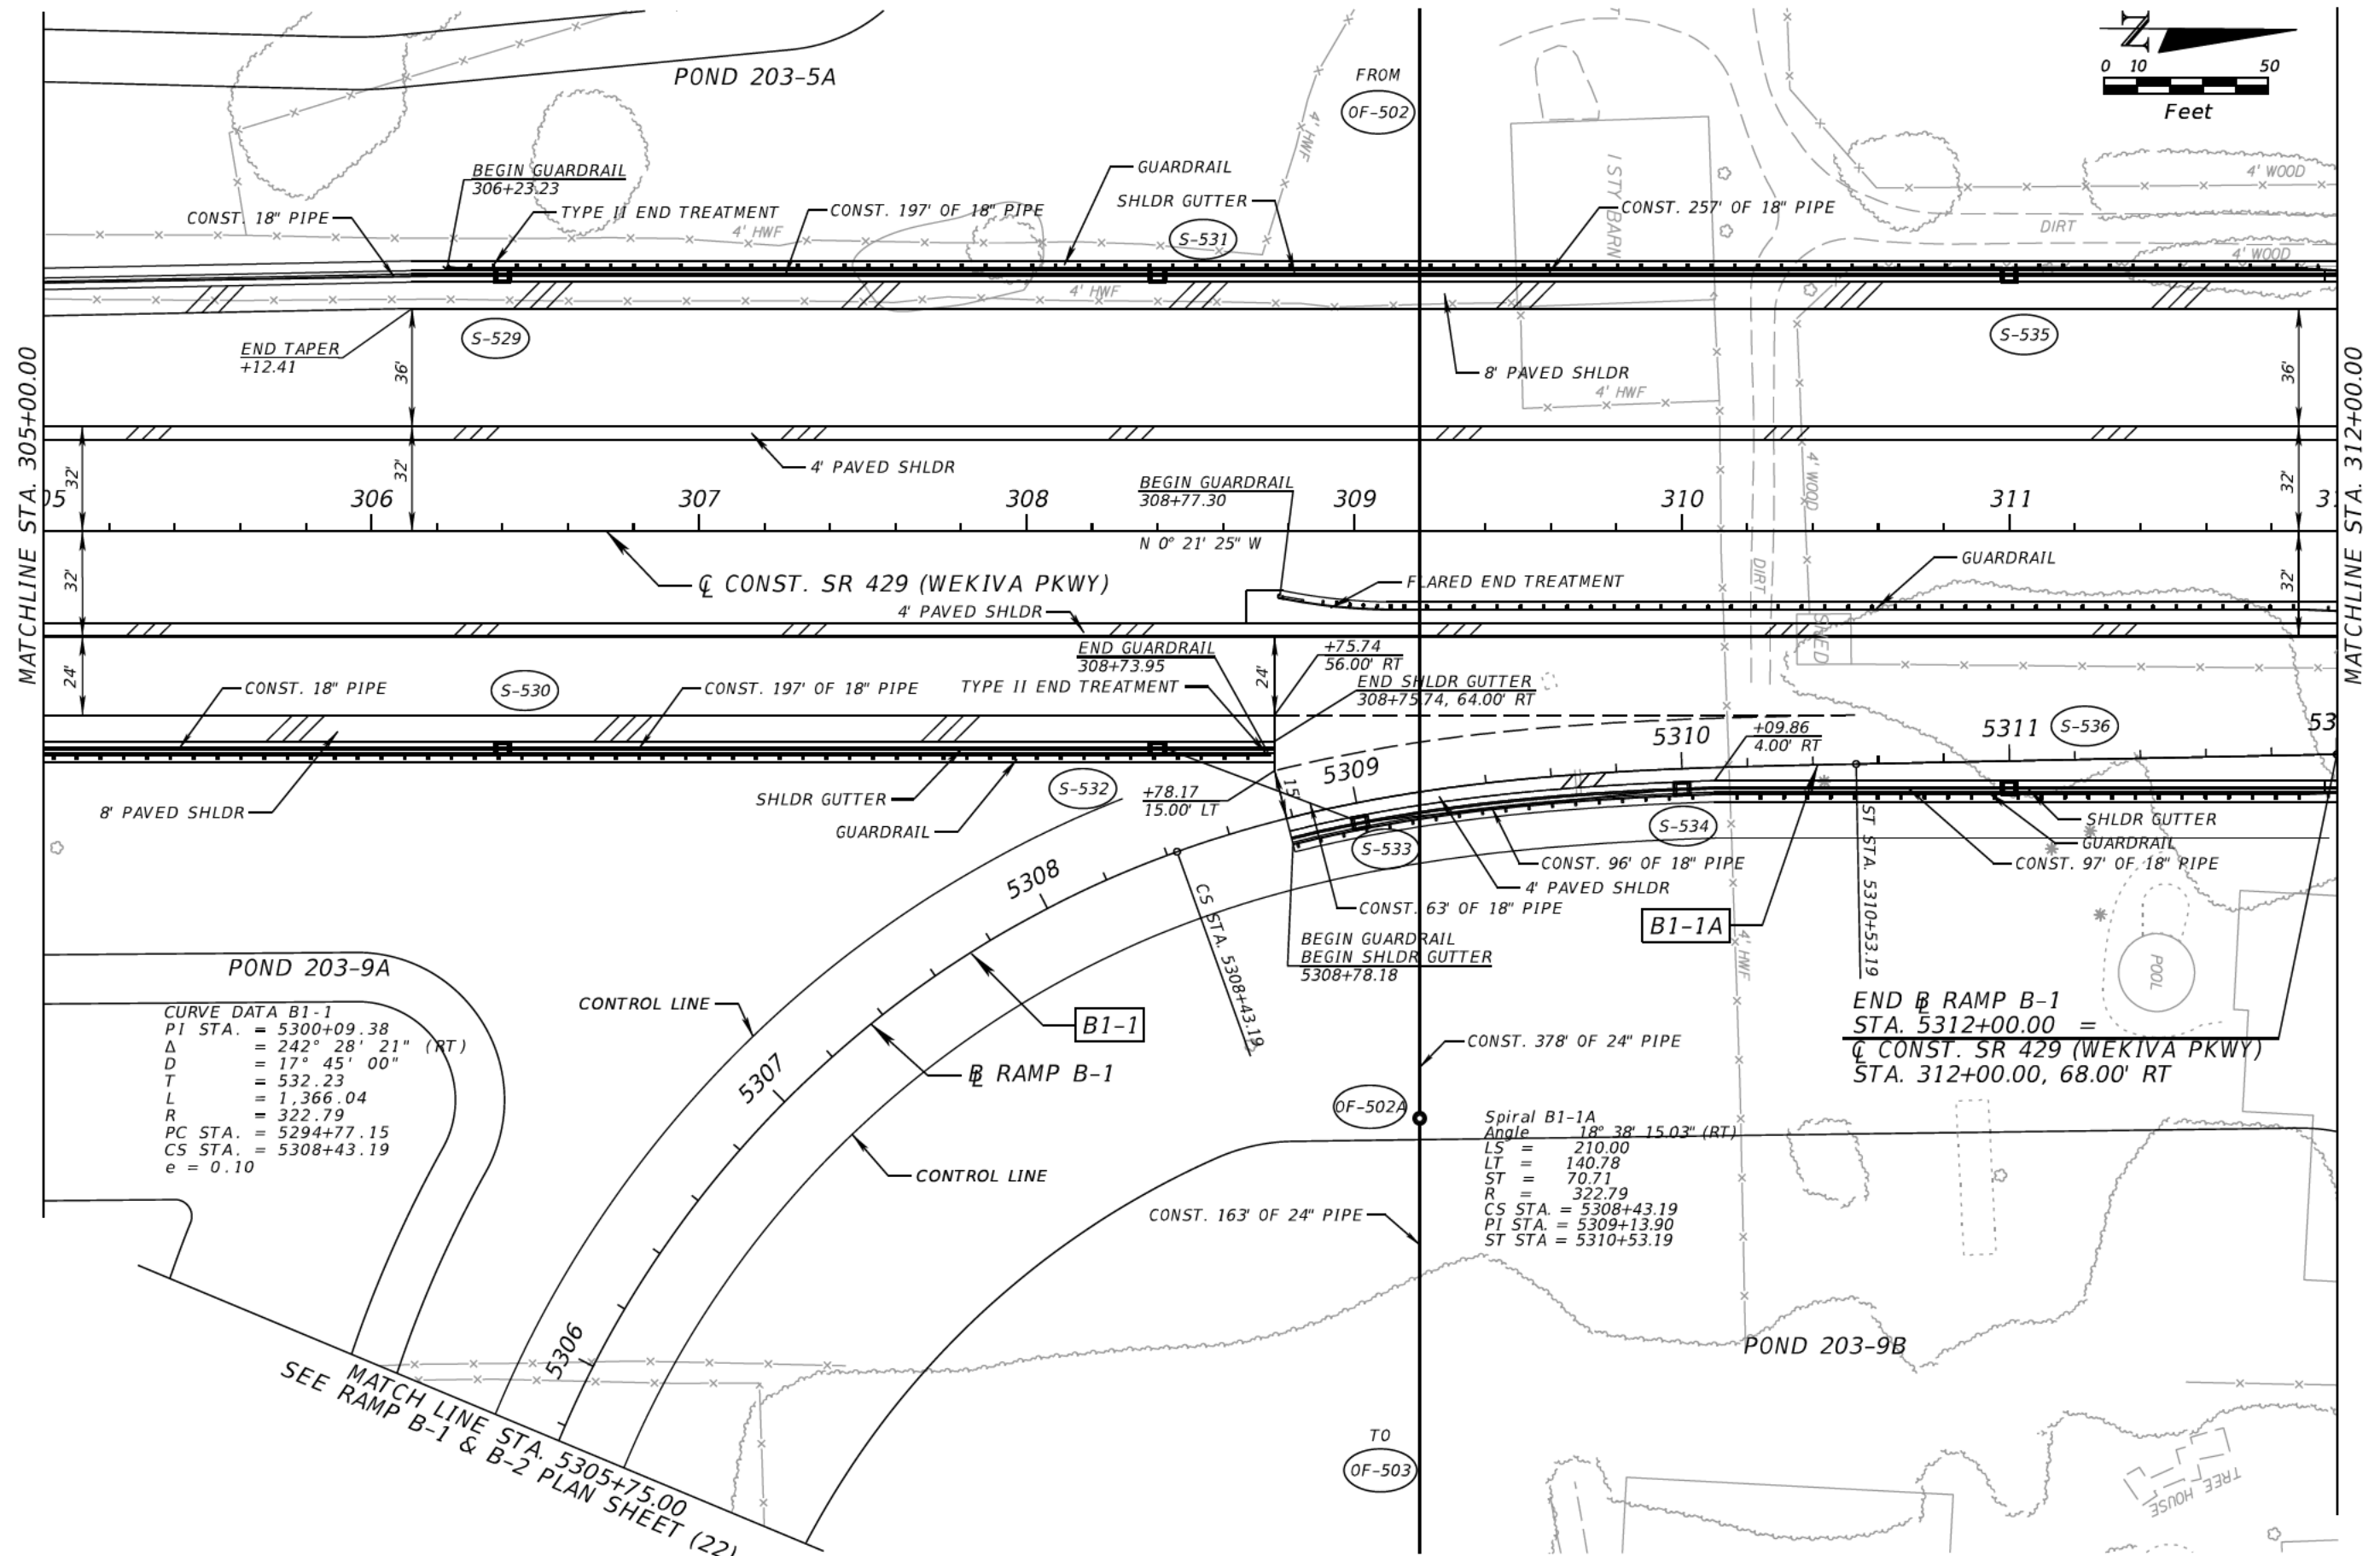 POND 203-5A
FROM
OF-502
N
0 10 50
Feet
4' HWF
BEGIN GUARDRAIL
306+23.23
GUARDRAIL
SHLDR GUTTER
CONST. 18" PIPE
TYPE II END TREATMENT
CONST. 197' OF 18" PIPE
4' HWF
S-531
1 STY BARN
CONST. 257' OF 18" PIPE
4' WOOD
DIRT
4' WOOD
4' HWF
END TAPER
+12.41
S-529
36'
8' PAVED SHLDR
4' HWF
S-535
36'
MATCHLINE STA. 305+00.00
MATCHLINE STA. 312+00.00
32'
32'
4' PAVED SHLDR
BEGIN GUARDRAIL
308+77.30
4' WOOD
32'
05 306 307 308 309 310 311 31
N 0° 21' 25" W
32'
℄ CONST. SR 429 (WEKIVA PKWY)
FLARED END TREATMENT
DIRT
GUARDRAIL
32'
4' PAVED SHLDR
SHED
24'
END GUARDRAIL
308+73.95
24'
+75.74
56.00' RT
CONST. 18" PIPE
S-530
CONST. 197' OF 18" PIPE
TYPE II END TREATMENT
END SHLDR GUTTER
308+75.74, 64.00' RT
8' PAVED SHLDR
SHLDR GUTTER
GUARDRAIL
S-532
+78.17
15.00' LT
15'
5309
5310
+09.86
4.00' RT
5311
S-536
53
S-533
S-534
SHLDR GUTTER
GUARDRAIL
CONST. 96' OF 18" PIPE
CONST. 97' OF 18" PIPE
4' PAVED SHLDR
CONST. 63' OF 18" PIPE
ST STA. 5310+53.19
B1-1A
4' HWF
POOL
BEGIN GUARDRAIL
BEGIN SHLDR GUTTER
5308+78.18
5308
CS STA. 5308+43.19
POND 203-9A
CURVE DATA B1-1
PI STA. = 5300+09.38
Δ = 242° 28' 21" (RT)
D = 17° 45' 00"
T = 532.23
L = 1,366.04
R = 322.79
PC STA. = 5294+77.15
CS STA. = 5308+43.19
e = 0.10
CONTROL LINE
B1-1
5307
BL RAMP B-1
CONTROL LINE
5306
CONST. 378' OF 24" PIPE
END BL RAMP B-1
STA. 5312+00.00 =
℄ CONST. SR 429 (WEKIVA PKWY)
STA. 312+00.00, 68.00' RT
OF-502A
Spiral B1-1A
Angle 18° 38' 15.03" (RT)
LS = 210.00
LT = 140.78
ST = 70.71
R = 322.79
CS STA. = 5308+43.19
PI STA. = 5309+13.90
ST STA = 5310+53.19
CONST. 163' OF 24" PIPE
POND 203-9B
MATCH LINE STA. 5305+75.00
SEE RAMP B-1 & B-2 PLAN SHEET (22)
TO
OF-503
TREE
HOUSE